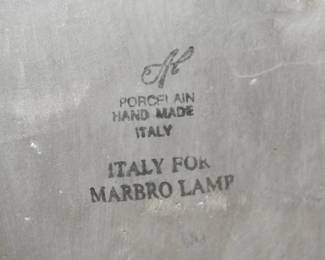 PORCELAIN
HAND MADE
ITALY
ITALY FOR
MARBRO LAMP